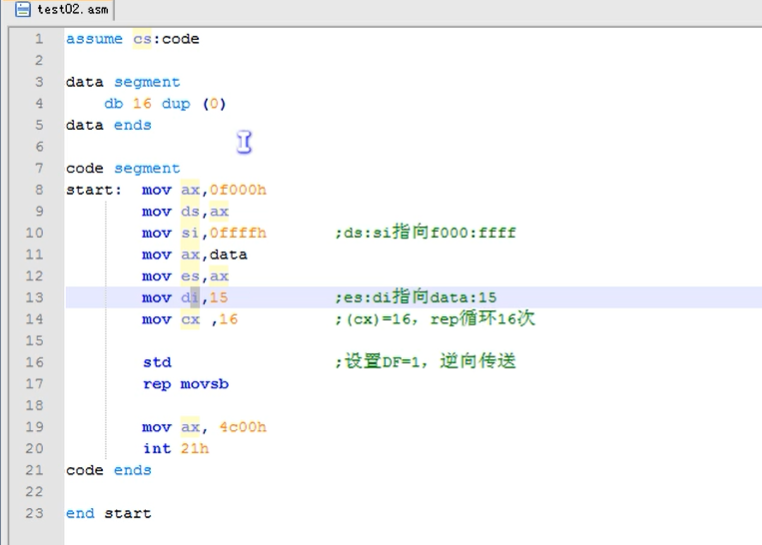 test02.asm
1 assume cs:code
2
3 data segment
4 db 16 dup (0)
5 data ends
6
7 code segment
8 start: mov ax,0f000h
9 mov ds,ax
10 mov si,0ffffh ;ds:si指向f000:ffff
11 mov ax,data
12 mov es,ax
13 mov di,15 ;es:di指向data:15
14 mov cx ,16 ;(cx)=16，rep循环16次
15
16 std ;设置DF=1，逆向传送
17 rep movsb
18
19 mov ax, 4c00h
20 int 21h
21 code ends
22
23 end start